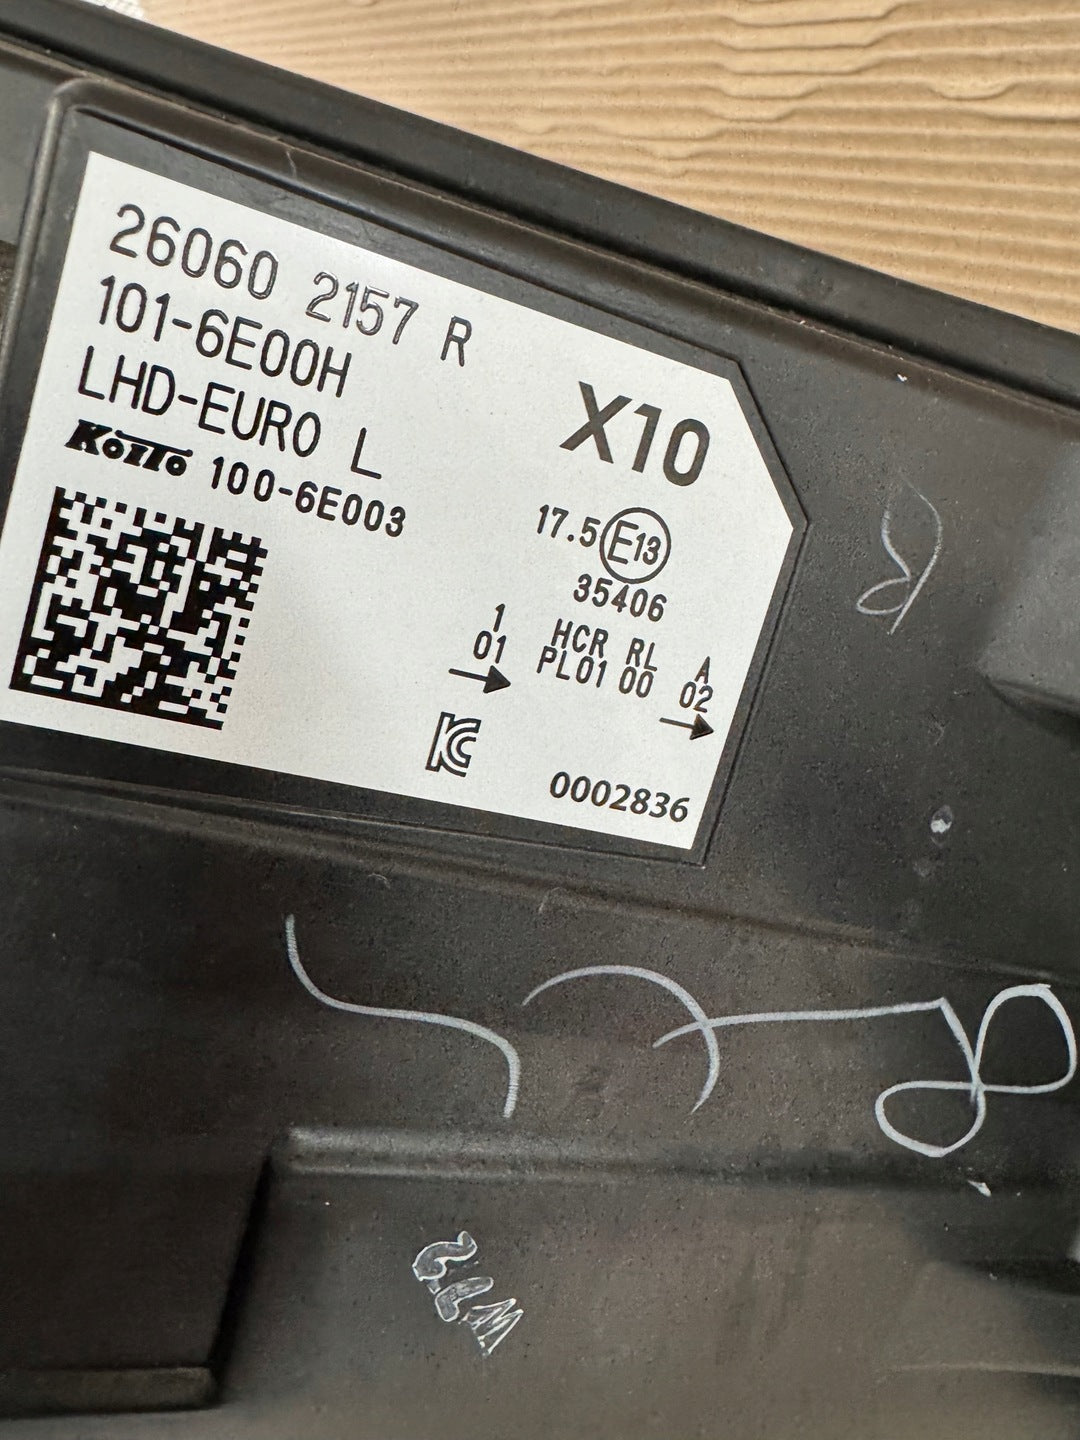 26060 2157 R
101-6E00H
LHD-EURO L
KOITO 100-6E003
X10
17.5 E13
35406
1 HCR RL A
01 PL01 00 02
KC
0002836